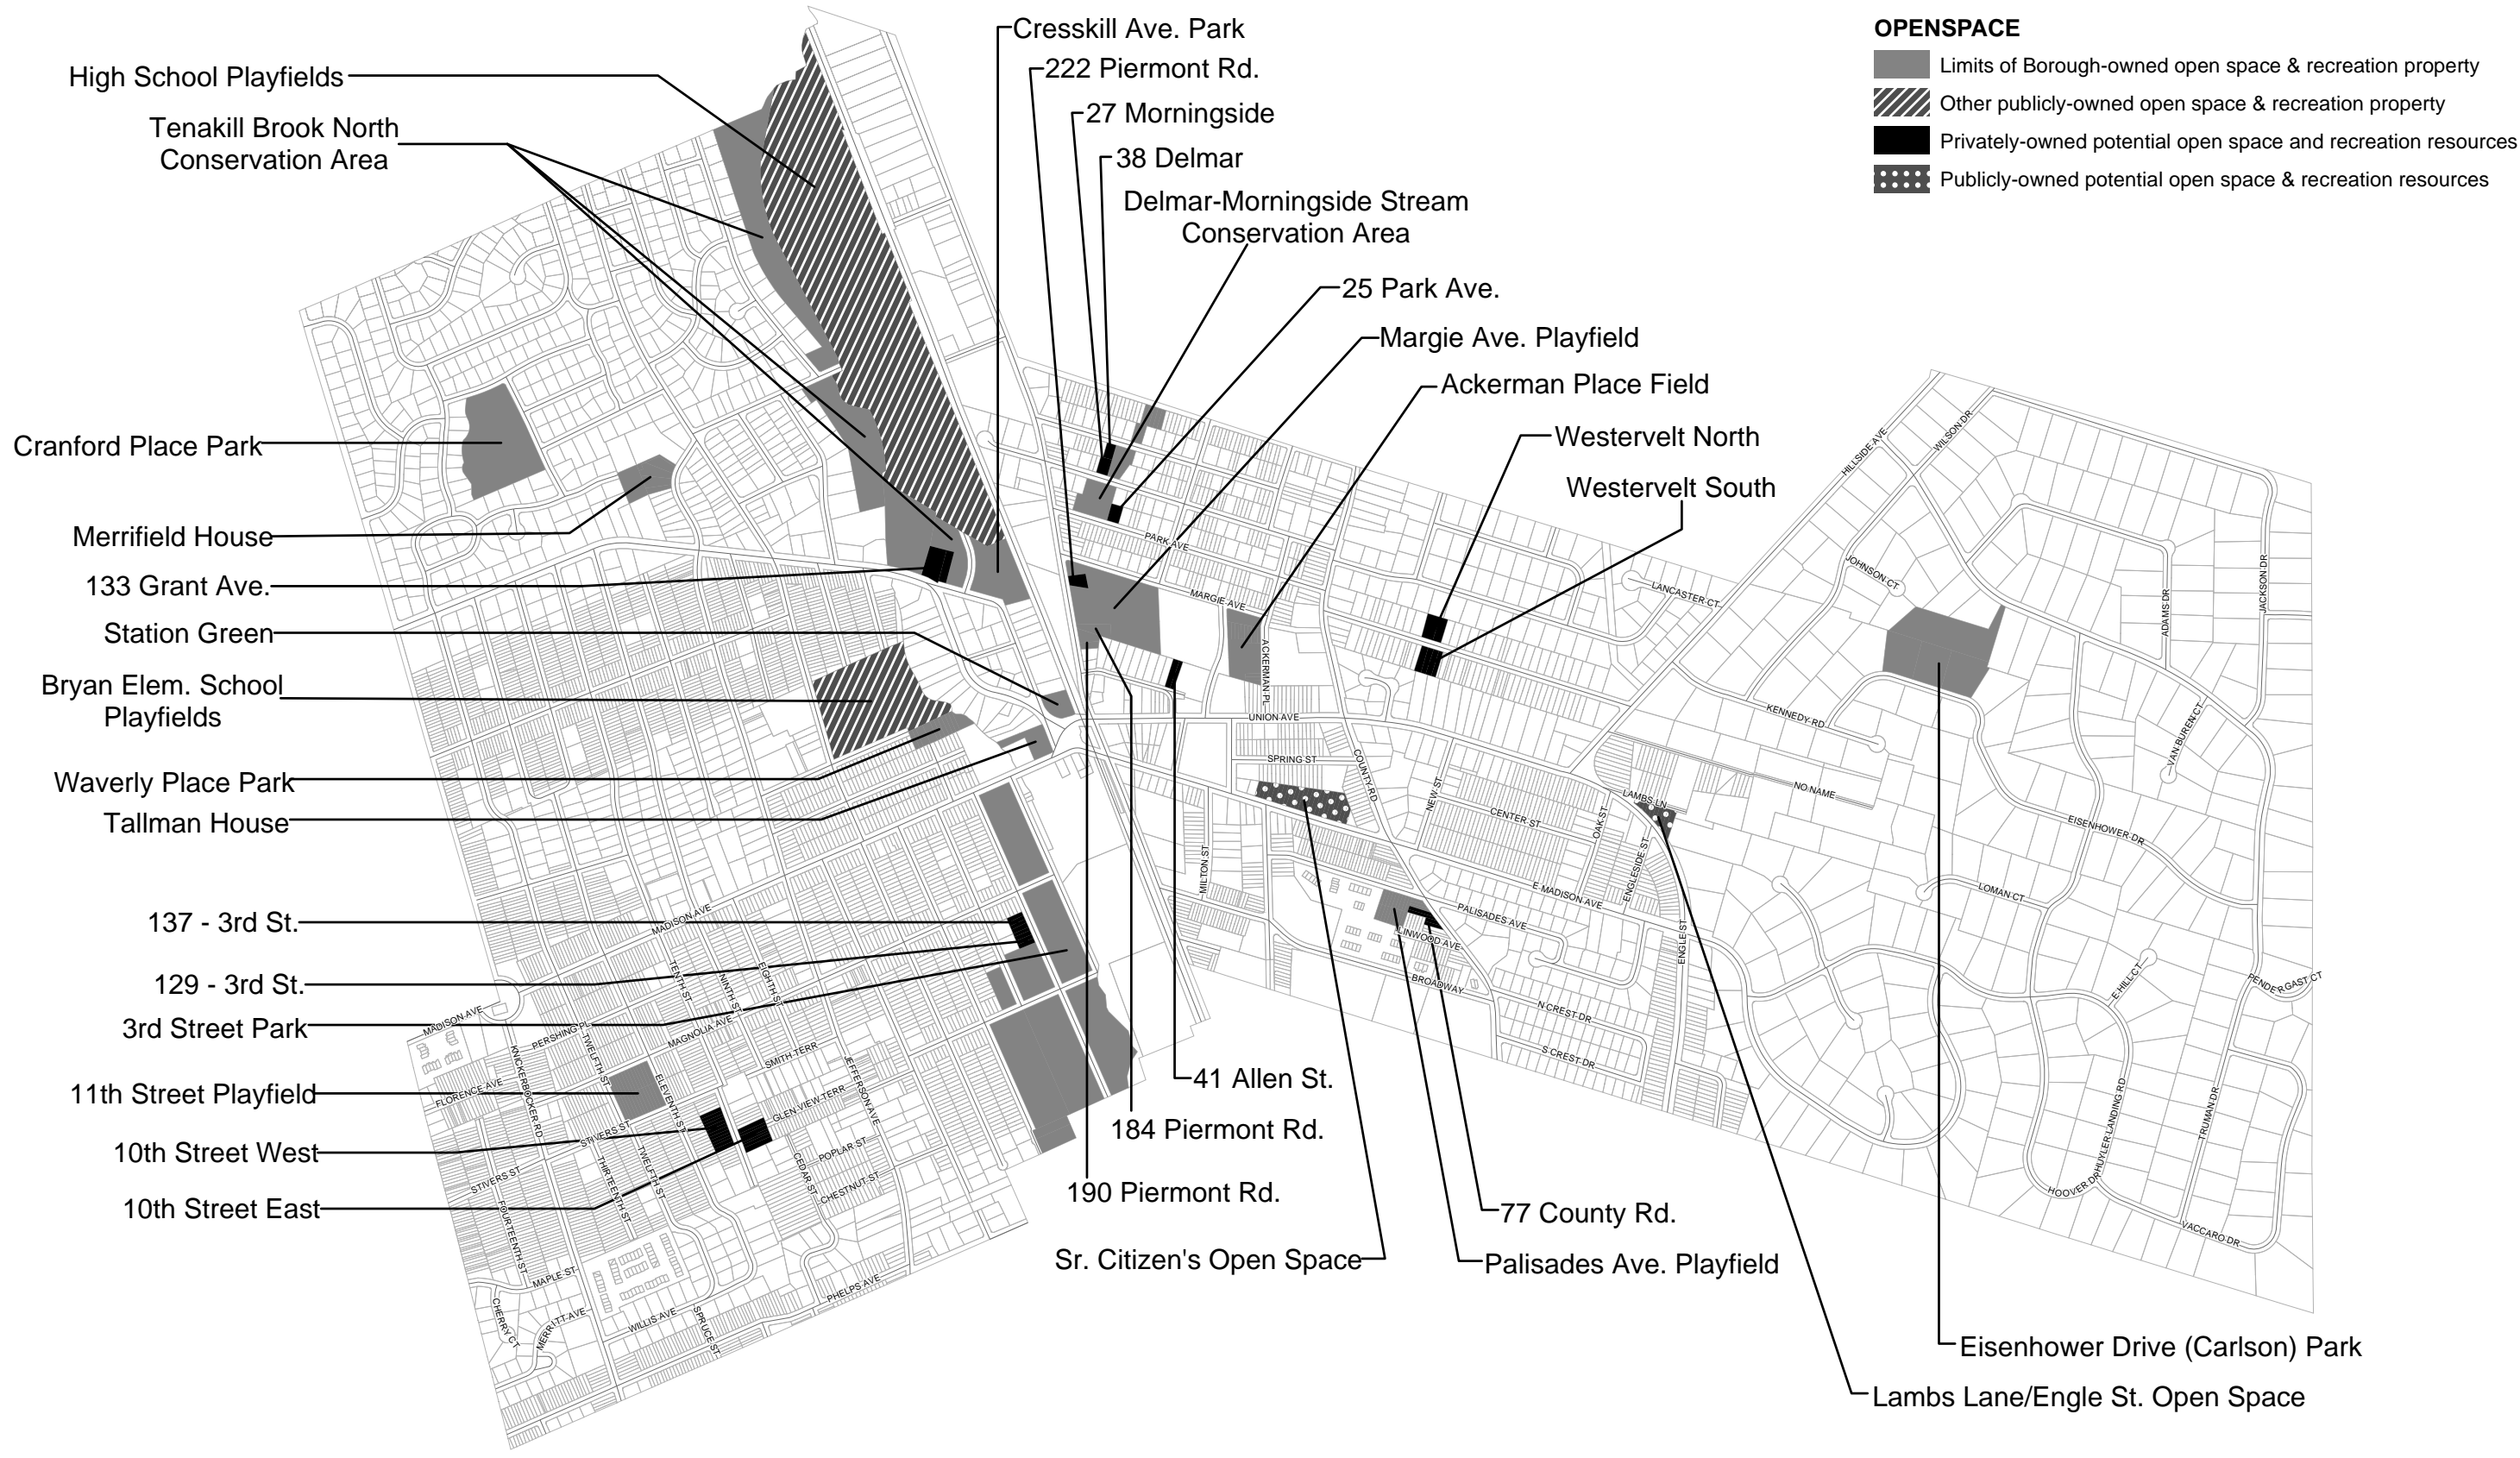 OPENSPACE
Limits of Borough-owned open space & recreation property
Other publicly-owned open space & recreation property
Privately-owned potential open space and recreation resources
Publicly-owned potential open space & recreation resources
High School Playfields
Tenakill Brook North
Conservation Area
Cranford Place Park
Merrifield House
133 Grant Ave.
Station Green
Bryan Elem. School
Playfields
Waverly Place Park
Tallman House
137 - 3rd St.
129 - 3rd St.
3rd Street Park
11th Street Playfield
10th Street West
10th Street East
Cresskill Ave. Park
222 Piermont Rd.
27 Morningside
38 Delmar
Delmar-Morningside Stream
Conservation Area
25 Park Ave.
Margie Ave. Playfield
Ackerman Place Field
Westervelt North
Westervelt South
41 Allen St.
184 Piermont Rd.
190 Piermont Rd.
Sr. Citizen's Open Space
77 County Rd.
Palisades Ave. Playfield
Eisenhower Drive (Carlson) Park
Lambs Lane/Engle St. Open Space
PARK AVE
MARGIE AVE
ACKERMAN PL
UNION AVE
SPRING ST
COUNTY RD
NEW ST
CENTER ST
OAK ST
LAMBS LN
ENGLESIDE ST
ENGLE ST
MILTON ST
E MADISON AVE
PALISADES AVE
LINWOOD AVE
BROADWAY
N CREST DR
S CREST DR
LANCASTER CT
HILLSIDE AVE
WILSON DR
JOHNSON CT
ADAMS DR
JACKSON DR
KENNEDY RD
VAN BUREN CT
NO NAME
EISENHOWER DR
LOMAN CT
E HILL CT
PENDERGAST CT
HUYLER LANDING RD
TRUMAN DR
HOOVER DR
VACCARO DR
MADISON AVE
MADISON AVE
TENTH ST
NINTH ST
EIGHTH ST
PERSHING PL
TWELFTH ST
MAGNOLIA AVE
SMITH TERR
JEFFERSON AVE
KNICKERBOCKER RD
FLORENCE AVE
ELEVENTH ST
GLEN VIEW TERR
STIVERS ST
STIVERS ST
POPLAR ST
CEDAR ST
CHESTNUT ST
TWELFTH ST
THIRTEENTH ST
FOURTEENTH ST
MAPLE ST
CHERRY CT
MERRITT AVE
WILLIS AVE
SPRUCE ST
PHELPS AVE